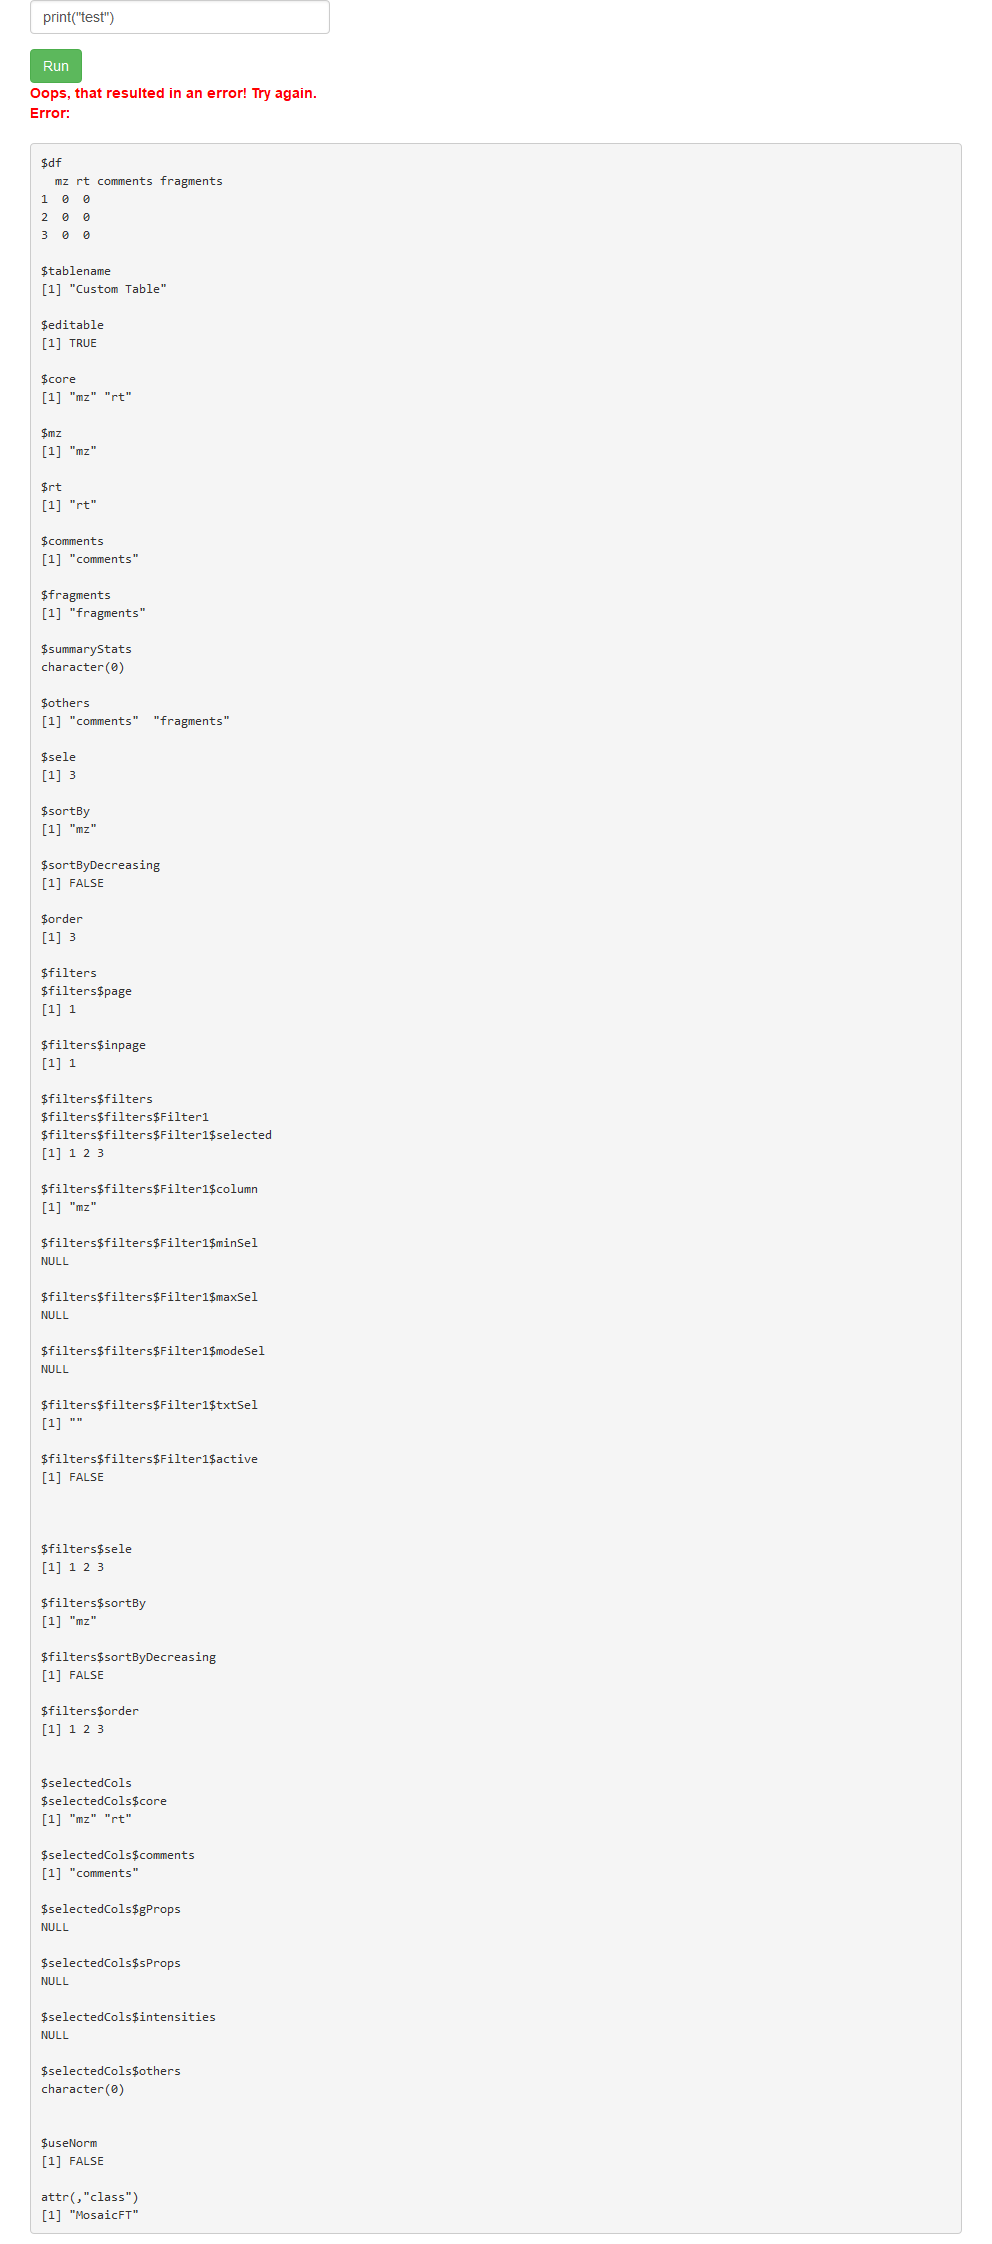 print("test")
Run
Oops, that resulted in an error! Try again.
Error:
$df
  mz rt comments fragments
1  0  0
2  0  0
3  0  0
$tablename
[1] "Custom Table"
$editable
[1] TRUE
$core
[1] "mz" "rt"
$mz
[1] "mz"
$rt
[1] "rt"
$comments
[1] "comments"
$fragments
[1] "fragments"
$summaryStats
character(0)
$others
[1] "comments"  "fragments"
$sele
[1] 3
$sortBy
[1] "mz"
$sortByDecreasing
[1] FALSE
$order
[1] 3
$filters
$filters$page
[1] 1
$filters$inpage
[1] 1
$filters$filters
$filters$filters$Filter1
$filters$filters$Filter1$selected
[1] 1 2 3
$filters$filters$Filter1$column
[1] "mz"
$filters$filters$Filter1$minSel
NULL
$filters$filters$Filter1$maxSel
NULL
$filters$filters$Filter1$modeSel
NULL
$filters$filters$Filter1$txtSel
[1] ""
$filters$filters$Filter1$active
[1] FALSE
$filters$sele
[1] 1 2 3
$filters$sortBy
[1] "mz"
$filters$sortByDecreasing
[1] FALSE
$filters$order
[1] 1 2 3
$selectedCols
$selectedCols$core
[1] "mz" "rt"
$selectedCols$comments
[1] "comments"
$selectedCols$gProps
NULL
$selectedCols$sProps
NULL
$selectedCols$intensities
NULL
$selectedCols$others
character(0)
$useNorm
[1] FALSE
attr(,"class")
[1] "MosaicFT"